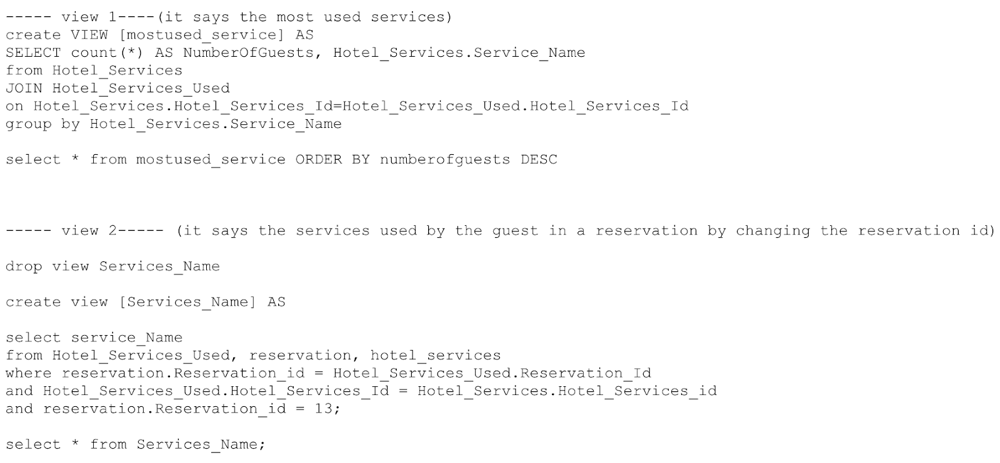 ----- view 1----(it says the most used services)
create VIEW [mostused_service] AS
SELECT count(*) AS NumberOfGuests, Hotel_Services.Service_Name
from Hotel_Services
JOIN Hotel_Services_Used
on Hotel_Services.Hotel_Services_Id=Hotel_Services_Used.Hotel_Services_Id
group by Hotel_Services.Service_Name
select * from mostused_service ORDER BY numberofguests DESC
----- view 2----- (it says the services used by the guest in a reservation by changing the reservation id)
drop view Services_Name
create view [Services_Name] AS
select service_Name
from Hotel_Services_Used, reservation, hotel_services
where reservation.Reservation_id = Hotel_Services_Used.Reservation_Id
and Hotel_Services_Used.Hotel_Services_Id = Hotel_Services.Hotel_Services_id
and reservation.Reservation_id = 13;
select * from Services_Name;